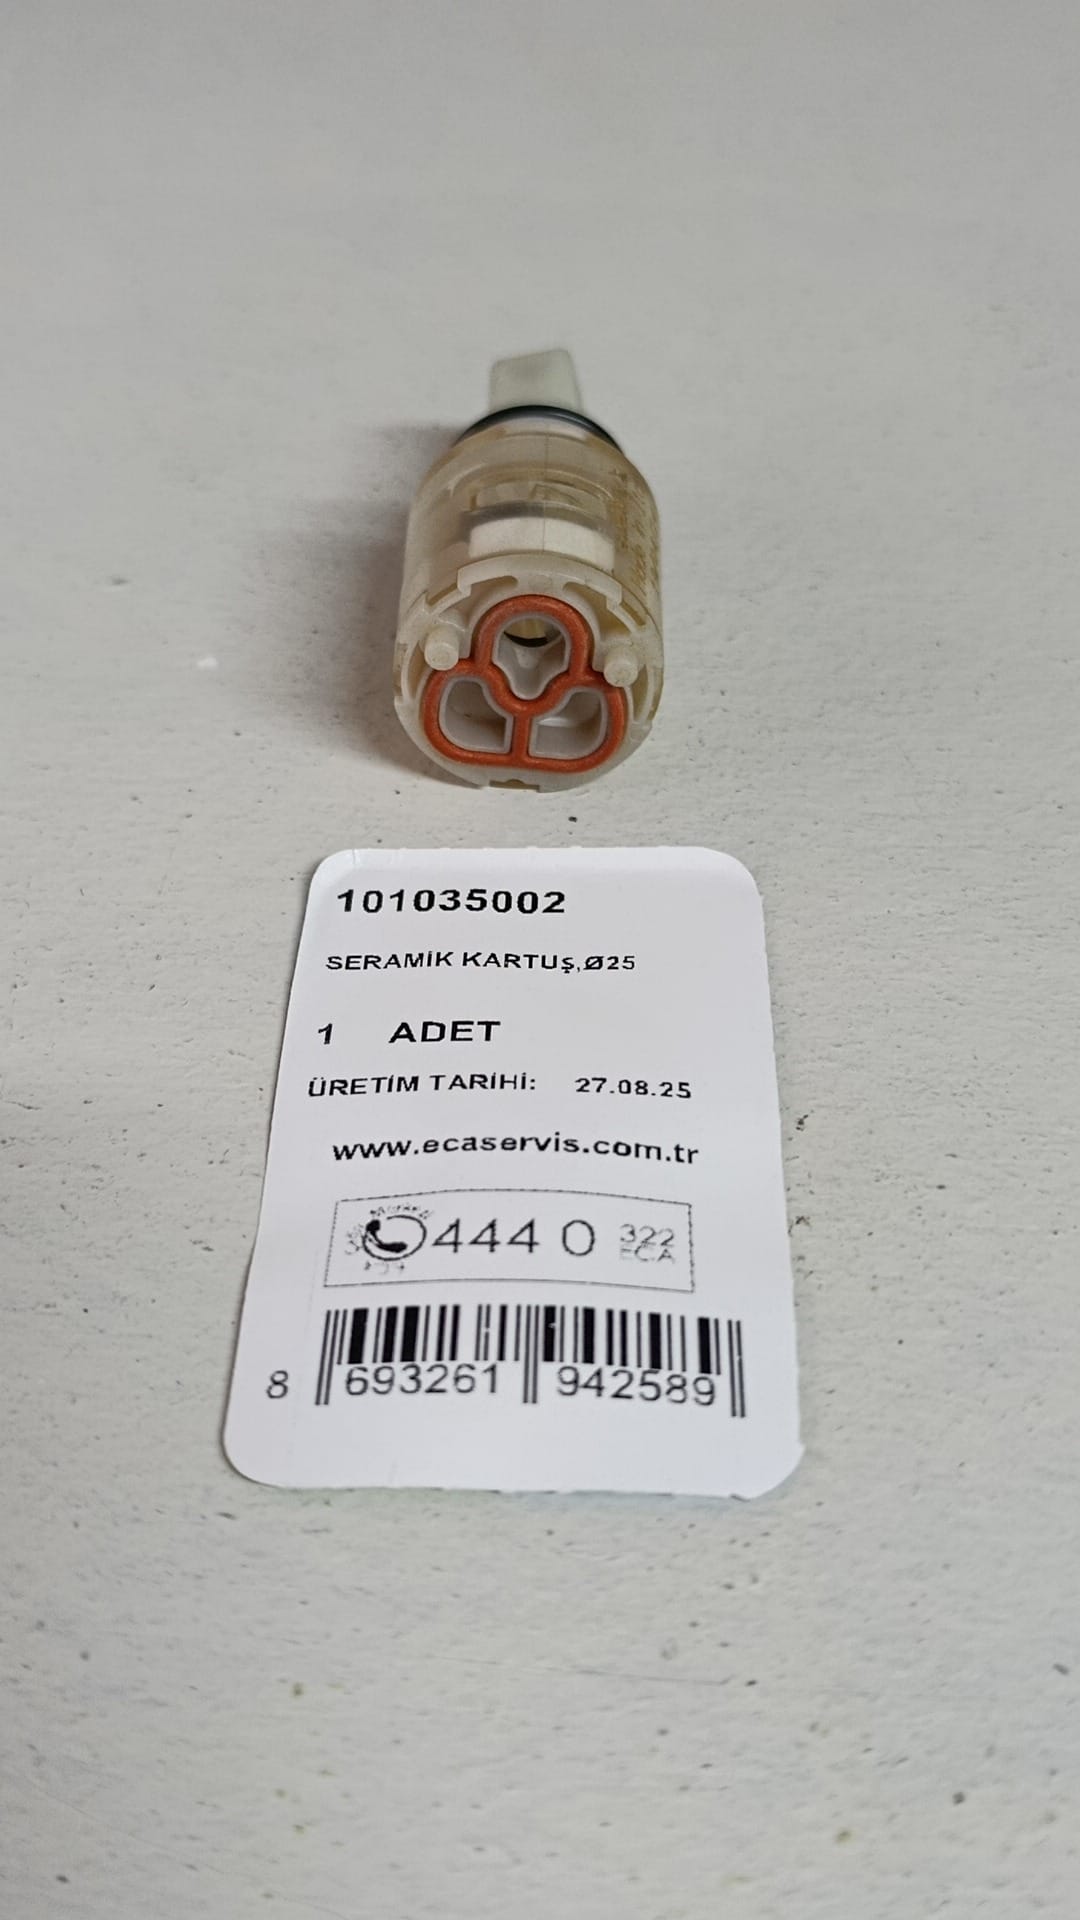 101035002
SERAMİK KARTUŞ,Ø25
1 ADET
ÜRETİM TARİHİ: 27.08.25
www.ecaservis.com.tr
444 0 322
ECA
8 693261 942589